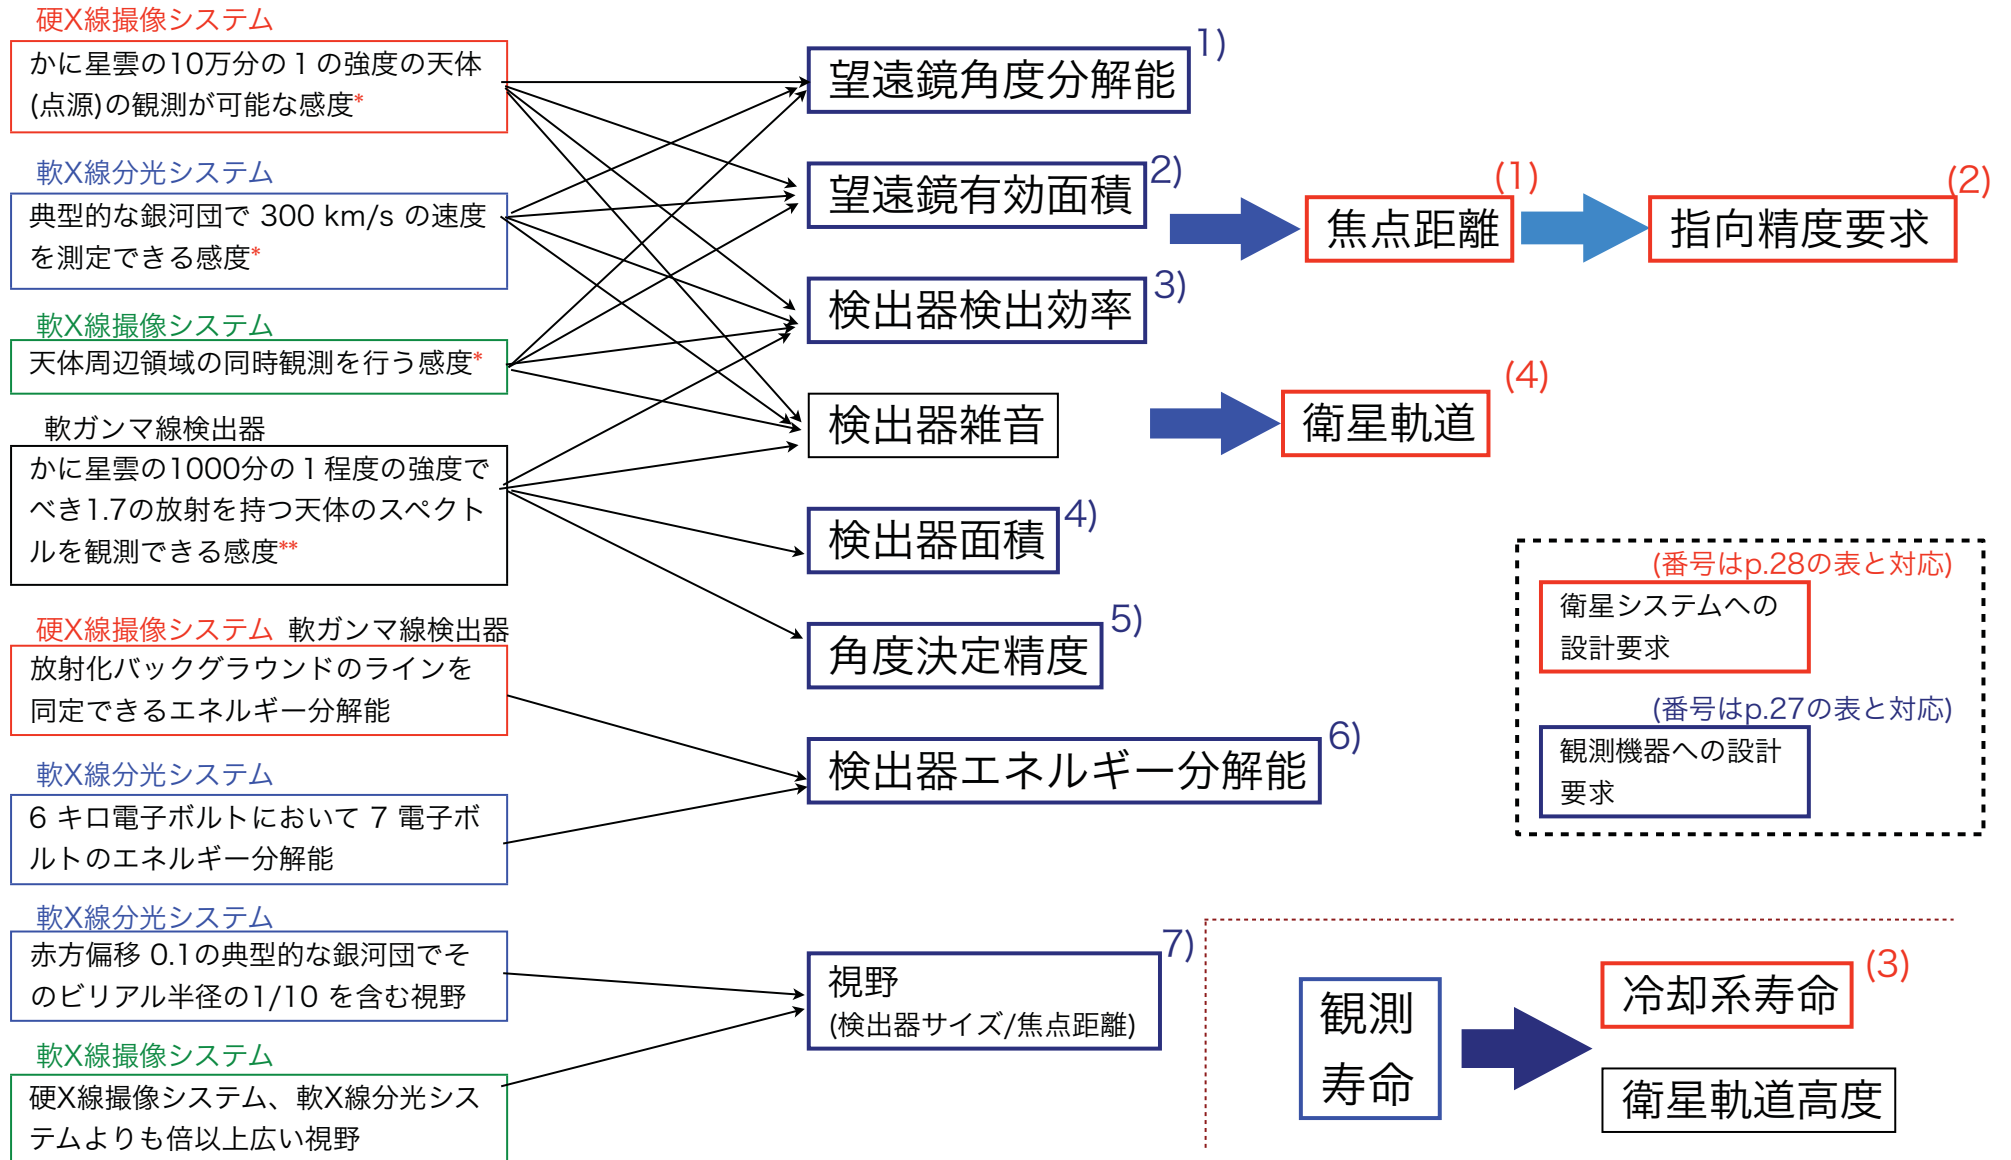 硬X線撮像システム
かに星雲の10万分の1の強度の天体
(点源)の観測が可能な感度*
軟X線分光システム
典型的な銀河団で 300 km/s の速度
を測定できる感度*
軟X線撮像システム
天体周辺領域の同時観測を行う感度*
軟ガンマ線検出器
かに星雲の1000分の1程度の強度で
べき1.7の放射を持つ天体のスペクト
ルを観測できる感度**
硬X線撮像システム 軟ガンマ線検出器
放射化バックグラウンドのラインを
同定できるエネルギー分解能
軟X線分光システム
6 キロ電子ボルトにおいて 7 電子ボ
ルトのエネルギー分解能
軟X線分光システム
赤方偏移 0.1の典型的な銀河団でそ
のビリアル半径の1/10 を含む視野
軟X線撮像システム
硬X線撮像システム、軟X線分光シス
テムよりも倍以上広い視野
望遠鏡角度分解能 1)
望遠鏡有効面積 2)
検出器検出効率 3)
検出器雑音
検出器面積 4)
角度決定精度 5)
検出器エネルギー分解能 6)
視野 7)
(検出器サイズ/焦点距離)
焦点距離 (1)
指向精度要求 (2)
衛星軌道 (4)
(番号はp.28の表と対応)
衛星システムへの
設計要求
(番号はp.27の表と対応)
観測機器への設計
要求
観測
寿命
冷却系寿命 (3)
衛星軌道高度